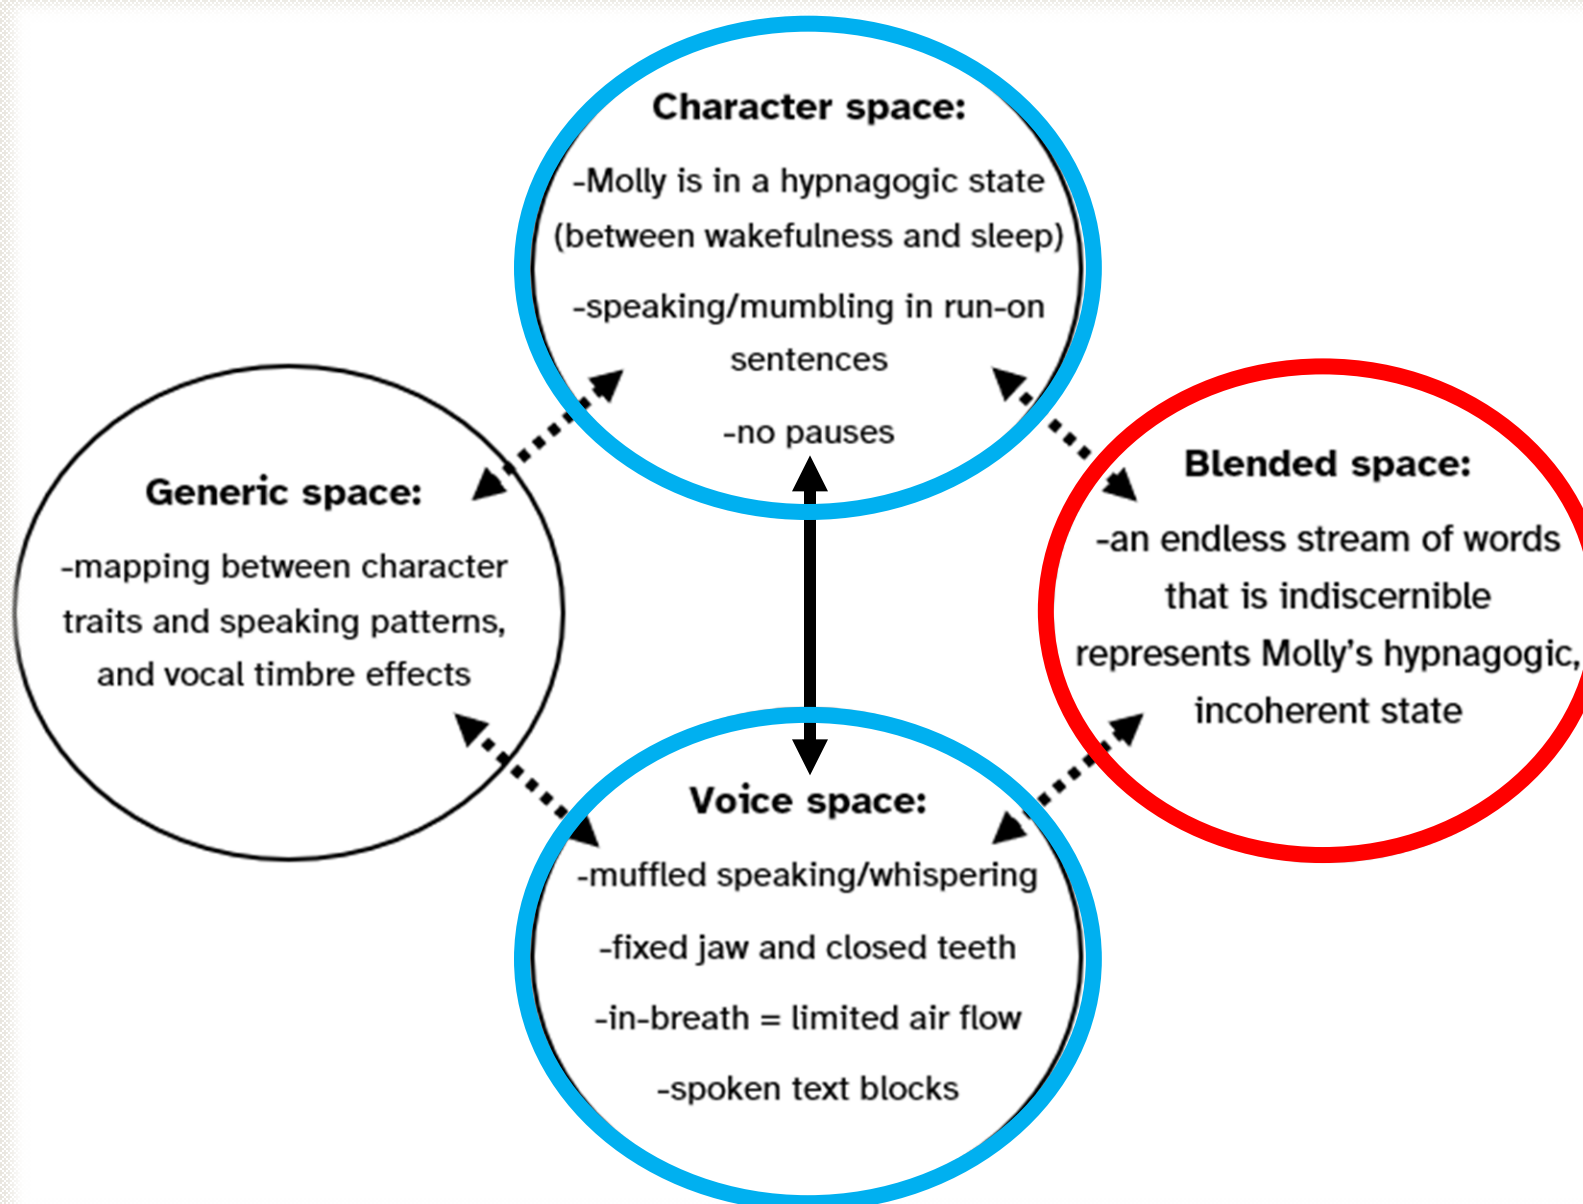 Character space:
-Molly is in a hypnagogic state
(between wakefulness and sleep)
-speaking/mumbling in run-on
sentences
-no pauses
Generic space:
-mapping between character
traits and speaking patterns,
and vocal timbre effects
Blended space:
-an endless stream of words
that is indiscernible
represents Molly’s hypnagogic,
incoherent state
Voice space:
-muffled speaking/whispering
-fixed jaw and closed teeth
-in-breath = limited air flow
-spoken text blocks